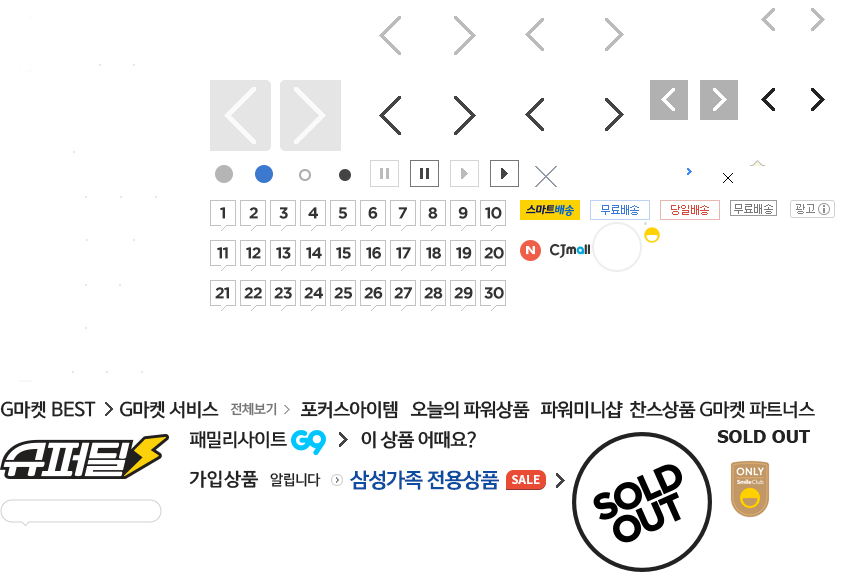 1 2 3 4 5 6 7 8 9 10 스마트배송 무료배송 당일배송 무료배송 광고
11 12 13 14 15 16 17 18 19 20 N CJmall
21 22 23 24 25 26 27 28 29 30
G마켓 BEST G마켓 서비스 전체보기 포커스아이템 오늘의 파워상품 파워미니샵 찬스상품 G마켓 파트너스
슈퍼딜 패밀리사이트 G9 이 상품 어때요? SOLD OUT
가입상품 알립니다 삼성가족 전용상품 SALE
SOLD
OUT
ONLY
Smile Club